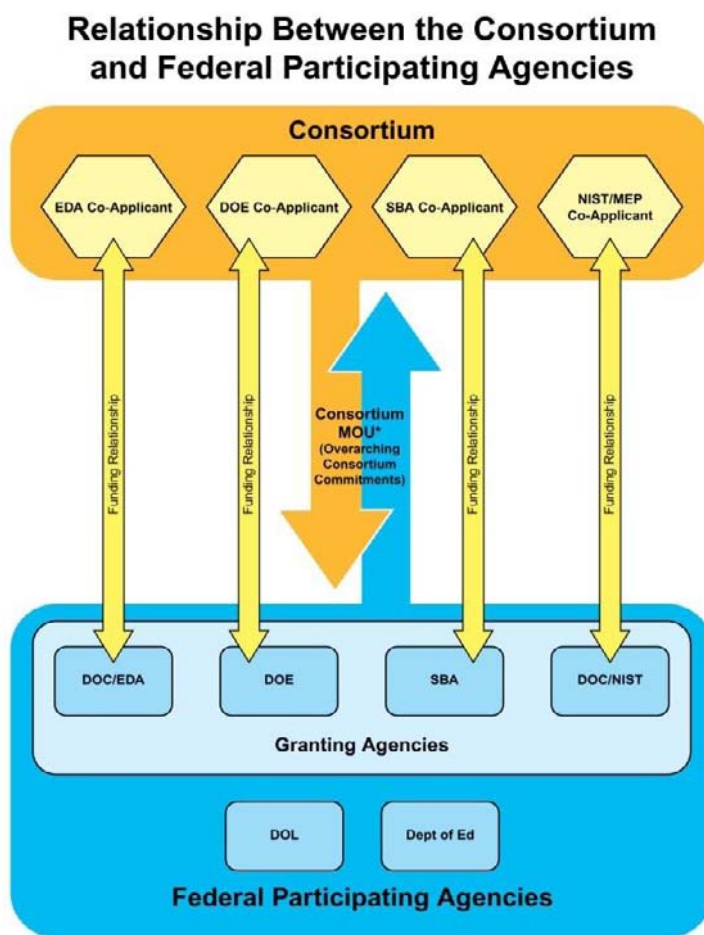 Relationship Between the Consortium
and Federal Participating Agencies
Consortium
EDA Co-Applicant
DOE Co-Applicant
SBA Co-Applicant
NIST/MEP
Co-Applicant
Funding Relationship
Funding Relationship
Consortium
MOU*
(Overarching
Consortium
Commitments)
Funding Relationship
Funding Relationship
DOC/EDA
DOE
SBA
DOC/NIST
Granting Agencies
DOL
Dept of Ed
Federal Participating Agencies